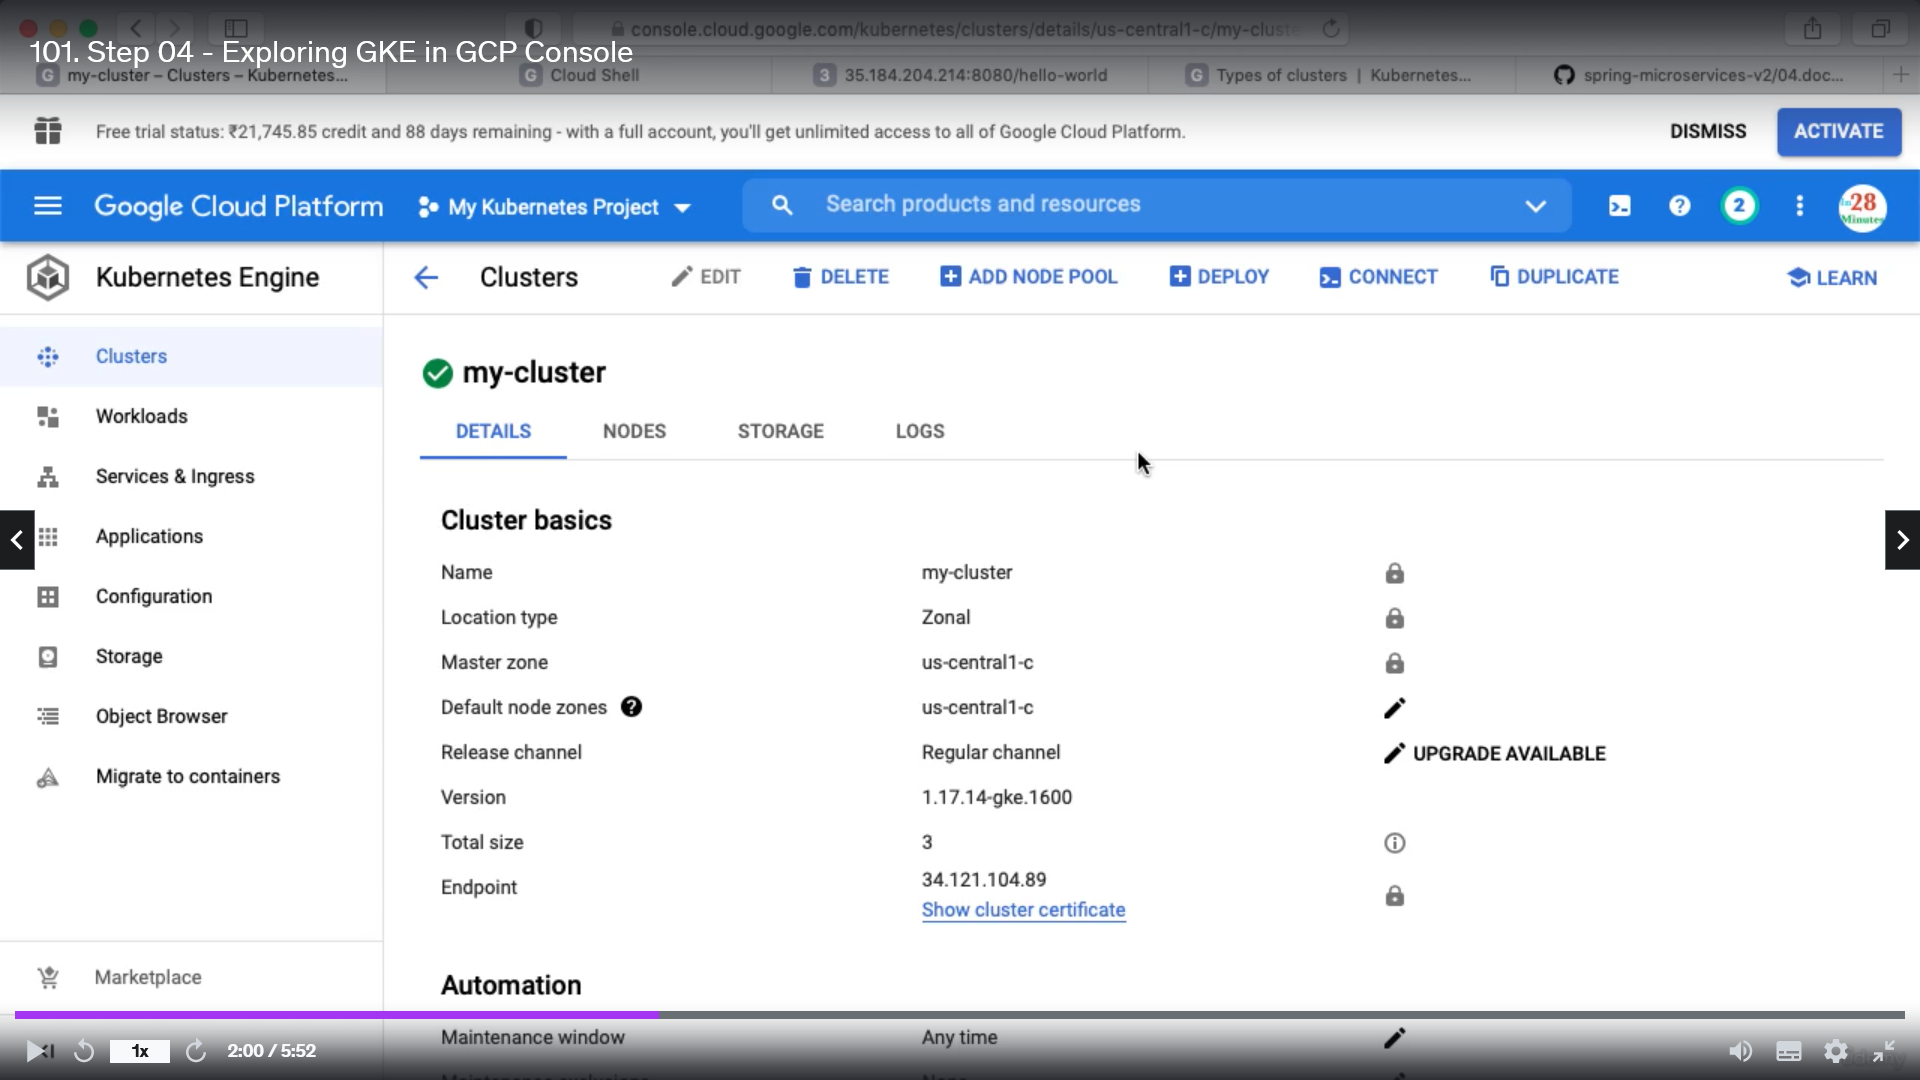 console.cloud.google.com/kubernetes/clusters/details/us-central1-c/my-cluste
101. Step 04 - Exploring GKE in GCP Console
my-cluster – Clusters – Kubernetes...
Cloud Shell
35.184.204.214:8080/hello-world
Types of clusters | Kubernetes...
spring-microservices-v2/04.doc...
Free trial status: ₹21,745.85 credit and 88 days remaining - with a full account, you'll get unlimited access to all of Google Cloud Platform.
DISMISS
ACTIVATE
Google Cloud Platform
My Kubernetes Project
Search products and resources
2
in28
Minutes
Kubernetes Engine
Clusters
EDIT
DELETE
ADD NODE POOL
DEPLOY
CONNECT
DUPLICATE
LEARN
Clusters
Workloads
Services & Ingress
Applications
Configuration
Storage
Object Browser
Migrate to containers
Marketplace
my-cluster
DETAILS
NODES
STORAGE
LOGS
Cluster basics
Name my-cluster
Location type Zonal
Master zone us-central1-c
Default node zones us-central1-c
Release channel Regular channel UPGRADE AVAILABLE
Version 1.17.14-gke.1600
Total size 3
Endpoint 34.121.104.89
Show cluster certificate
Automation
Maintenance window Any time
1x
2:00 / 5:52